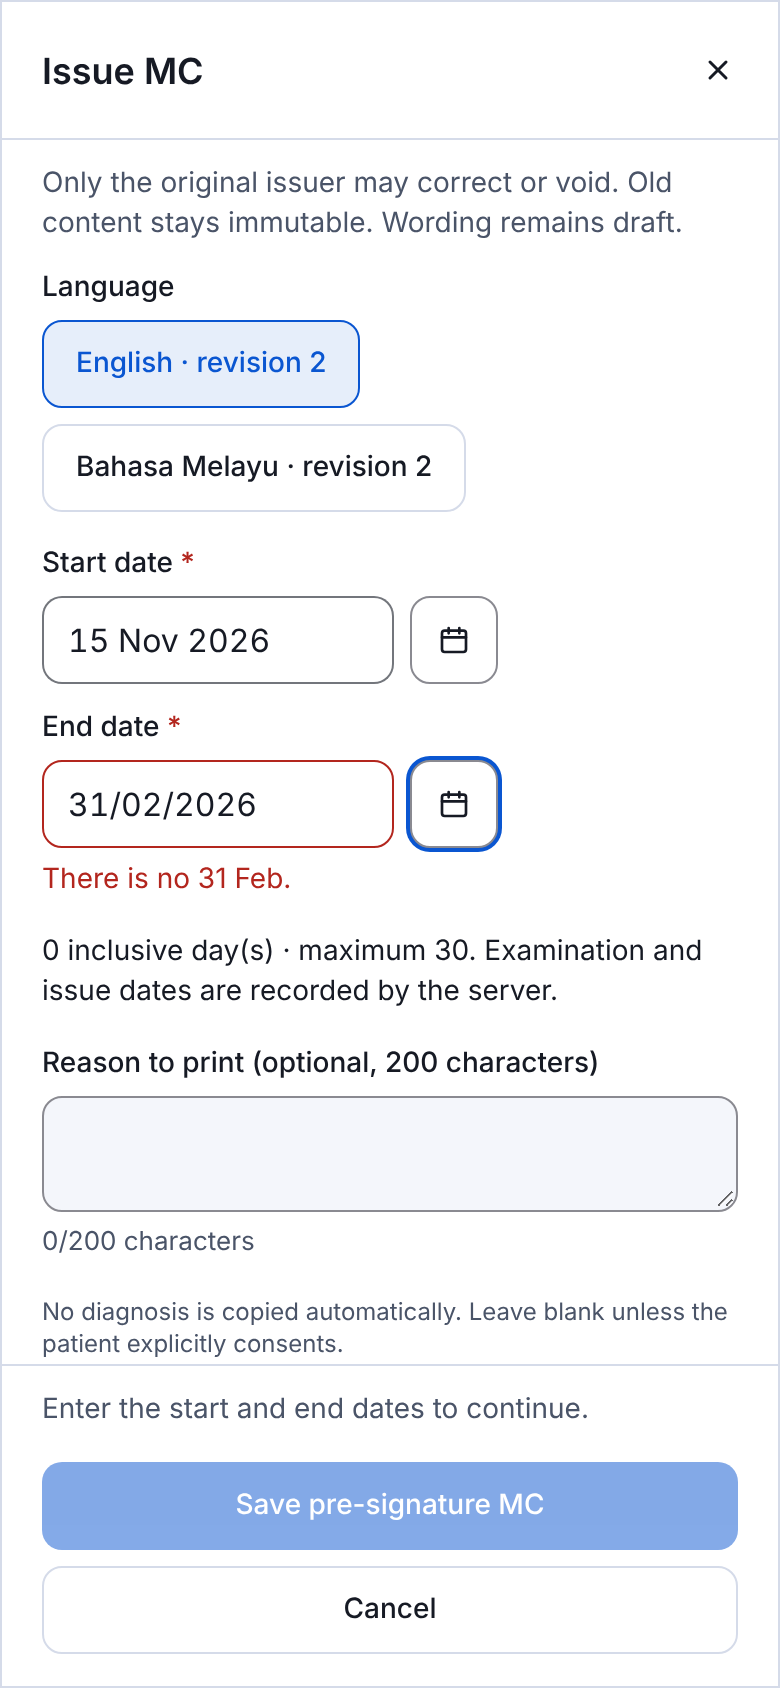 Issue MC
Only the original issuer may correct or void. Old
content stays immutable. Wording remains draft.
Language
English · revision 2
Bahasa Melayu · revision 2
Start date *
15 Nov 2026
End date *
31/02/2026
There is no 31 Feb.
0 inclusive day(s) · maximum 30. Examination and
issue dates are recorded by the server.
Reason to print (optional, 200 characters)
0/200 characters
No diagnosis is copied automatically. Leave blank unless the
patient explicitly consents.
Enter the start and end dates to continue.
Save pre-signature MC
Cancel